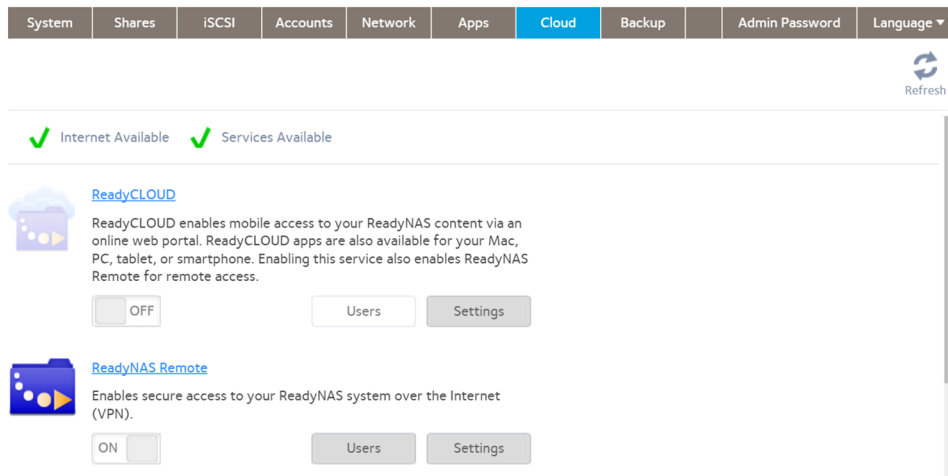 System Shares iSCSI Accounts Network Apps Cloud Backup Admin Password Language
Refresh
Internet Available Services Available
ReadyCLOUD
ReadyCLOUD enables mobile access to your ReadyNAS content via an
online web portal. ReadyCLOUD apps are also available for your Mac,
PC, tablet, or smartphone. Enabling this service also enables ReadyNAS
Remote for remote access.
OFF Users Settings
ReadyNAS Remote
Enables secure access to your ReadyNAS system over the Internet
(VPN).
ON Users Settings